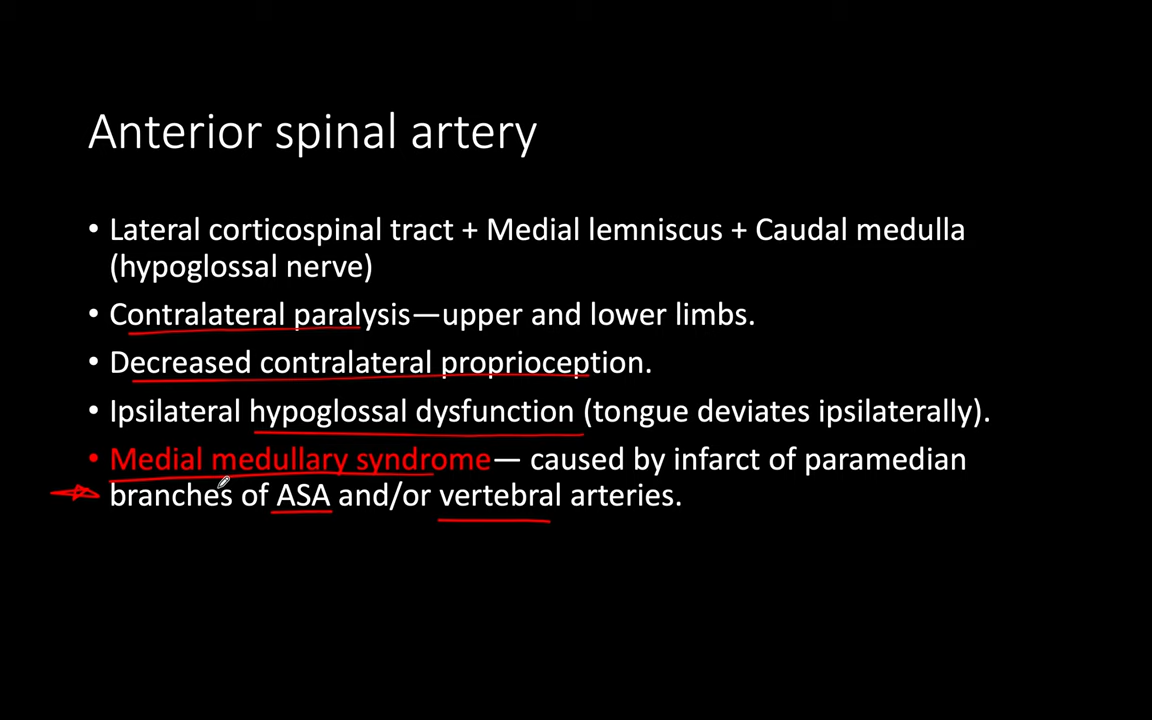 Anterior spinal artery
• Lateral corticospinal tract + Medial lemniscus + Caudal medulla
(hypoglossal nerve)
• Contralateral paralysis—upper and lower limbs.
• Decreased contralateral proprioception.
• Ipsilateral hypoglossal dysfunction (tongue deviates ipsilaterally).
• Medial medullary syndrome— caused by infarct of paramedian
branches of ASA and/or vertebral arteries.